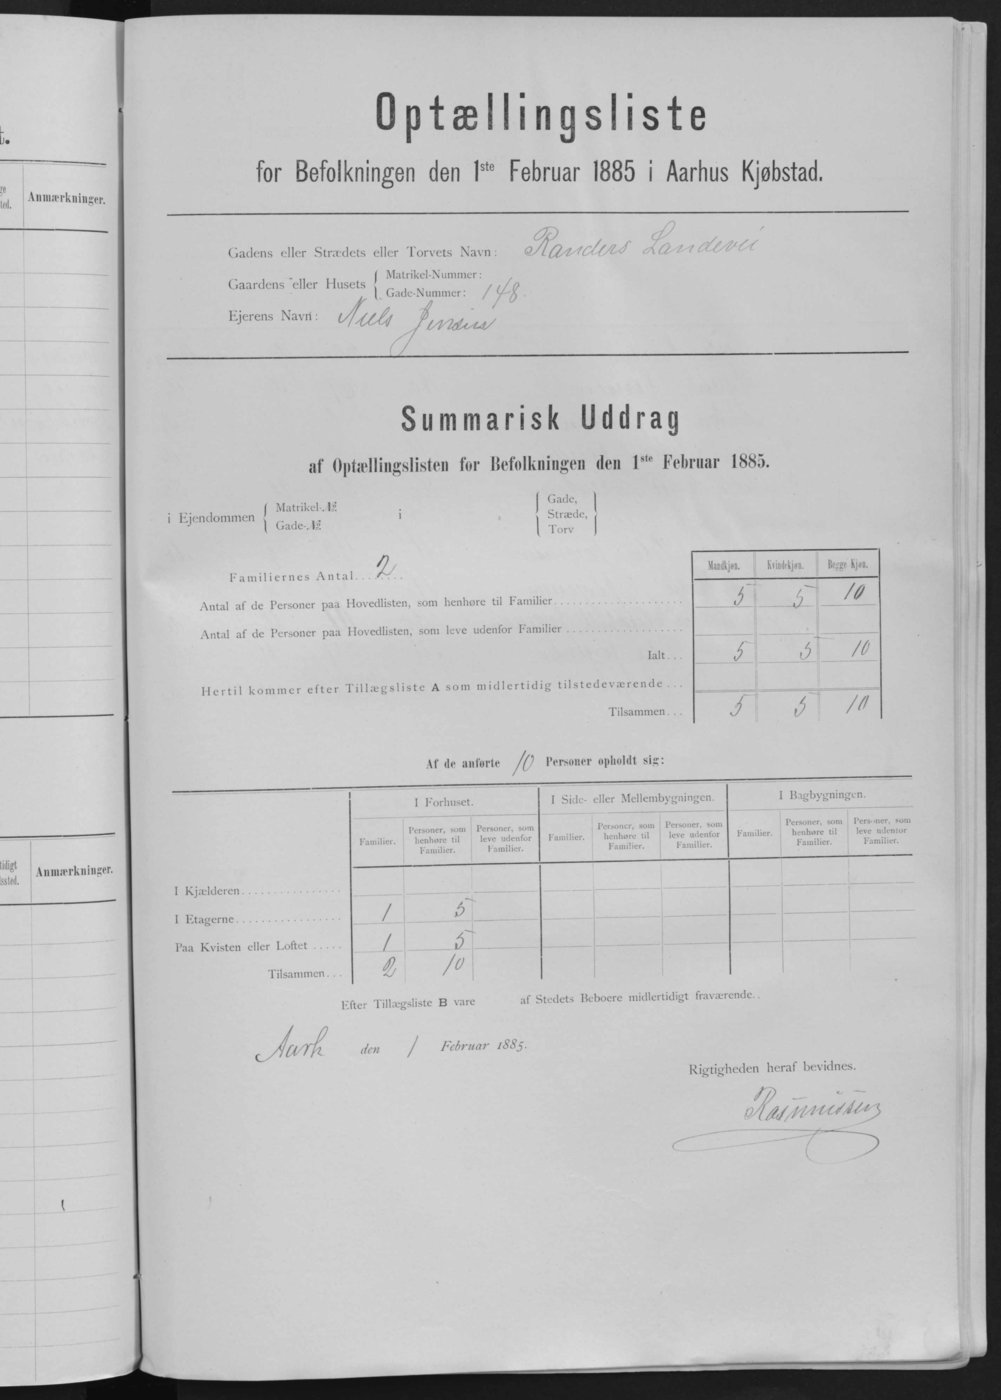 t.
Anmærkninger.
Anmærkninger.
Optællingsliste
for Befolkningen den 1ste Februar 1885 i Aarhus Kjøbstad.
Gadens eller Strædets eller Torvets Navn: Randers Landevei
Gaardens eller Husets { Matrikel-Nummer:
Gade-Nummer: 148.
Ejerens Navn: Niels Jensen
Summarisk Uddrag
af Optællingslisten for Befolkningen den 1ste Februar 1885.
i Ejendommen { Matrikel-№ i { Gade, }
Gade-№ Stræde,
Torv
Mandkjøn. Kvindekjøn. Begge Kjøn.
Familiernes Antal... 2 ...
Antal af de Personer paa Hovedlisten, som henhøre til Familier 5 5 10
Antal af de Personer paa Hovedlisten, som leve udenfor Familier
Ialt... 5 5 10
Hertil kommer efter Tillægsliste A som midlertidig tilstedeværende...
Tilsammen... 5 5 10
Af de anførte 10 Personer opholdt sig:
I Forhuset. I Side- eller Mellembygningen. I Bagbygningen.
Familier. Personer, som henhøre til Familier. Personer, som leve udenfor Familier. Familier. Personer, som henhøre til Familier. Personer, som leve udenfor Familier. Familier. Personer, som henhøre til Familier. Personer, som leve udenfor Familier.
I Kjælderen
I Etagerne 1 5
Paa Kvisten eller Loftet 1 5
Tilsammen... 2 10
Efter Tillægsliste B vare af Stedets Beboere midlertidigt fraværende..
Aarh den 1 Februar 1885.
Rigtigheden heraf bevidnes.
Rasmussen